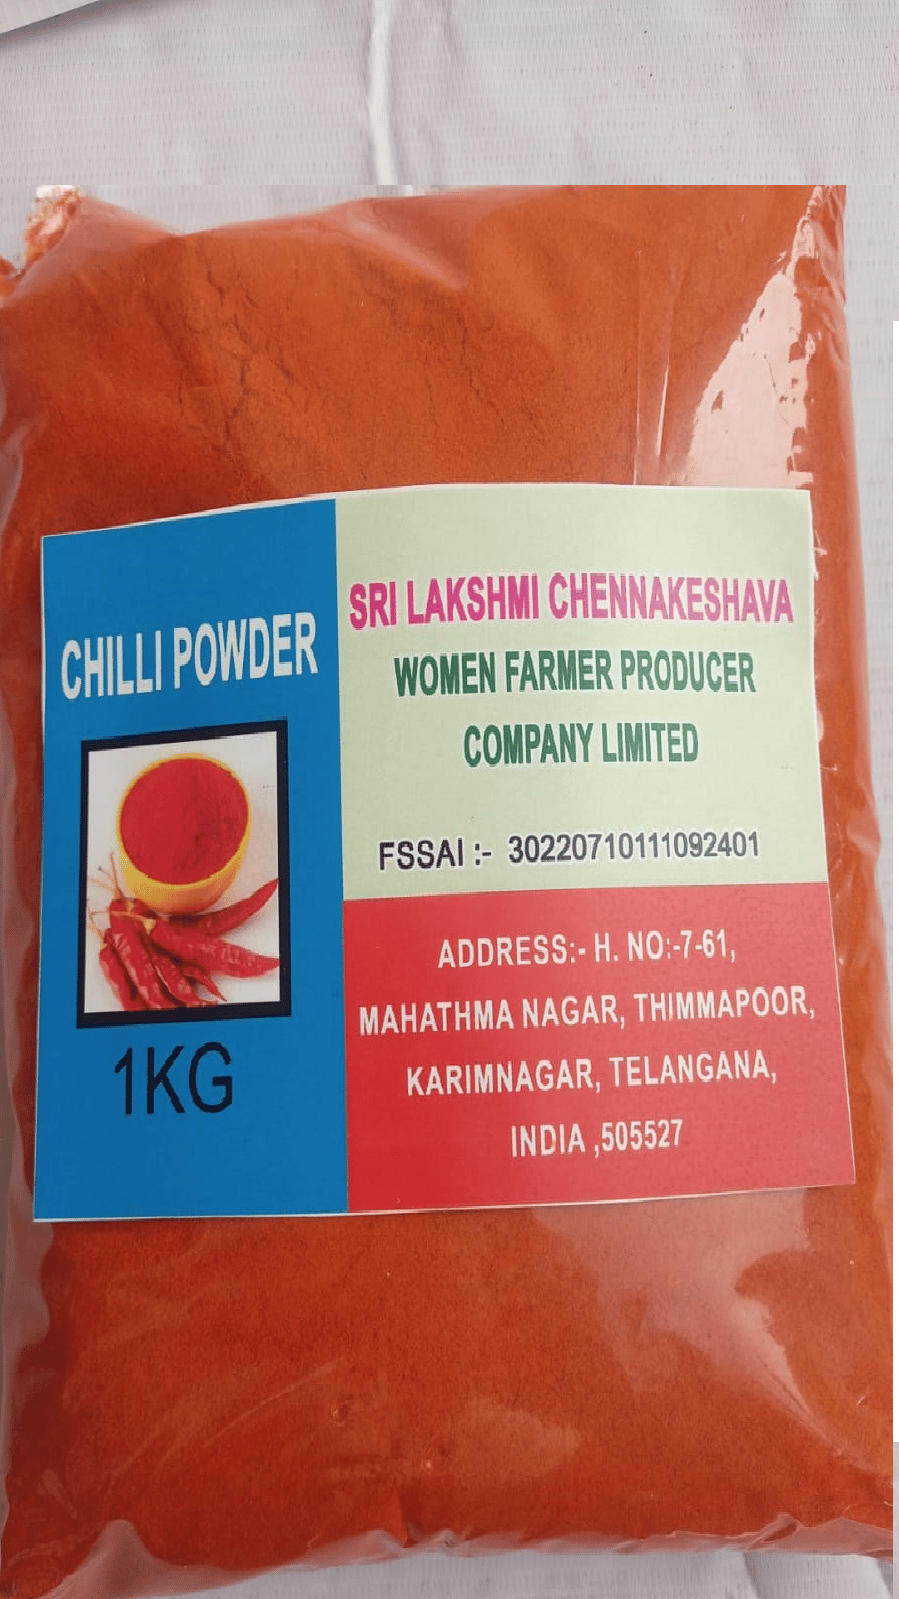 CHILLI POWDER
1KG
SRI LAKSHMI CHENNAKESHAVA
WOMEN FARMER PRODUCER
COMPANY LIMITED
FSSAI :- 30220710111092401
ADDRESS:- H. NO:-7-61,
MAHATHMA NAGAR, THIMMAPOOR,
KARIMNAGAR, TELANGANA,
INDIA ,505527